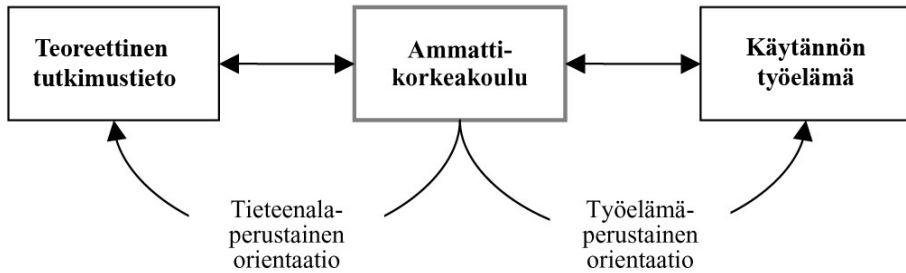 Teoreettinen
tutkimustieto
Ammatti-
korkeakoulu
Käytännön
työelämä
Tieteenala-
perustainen
orientaatio
Työelämä-
perustainen
orientaatio